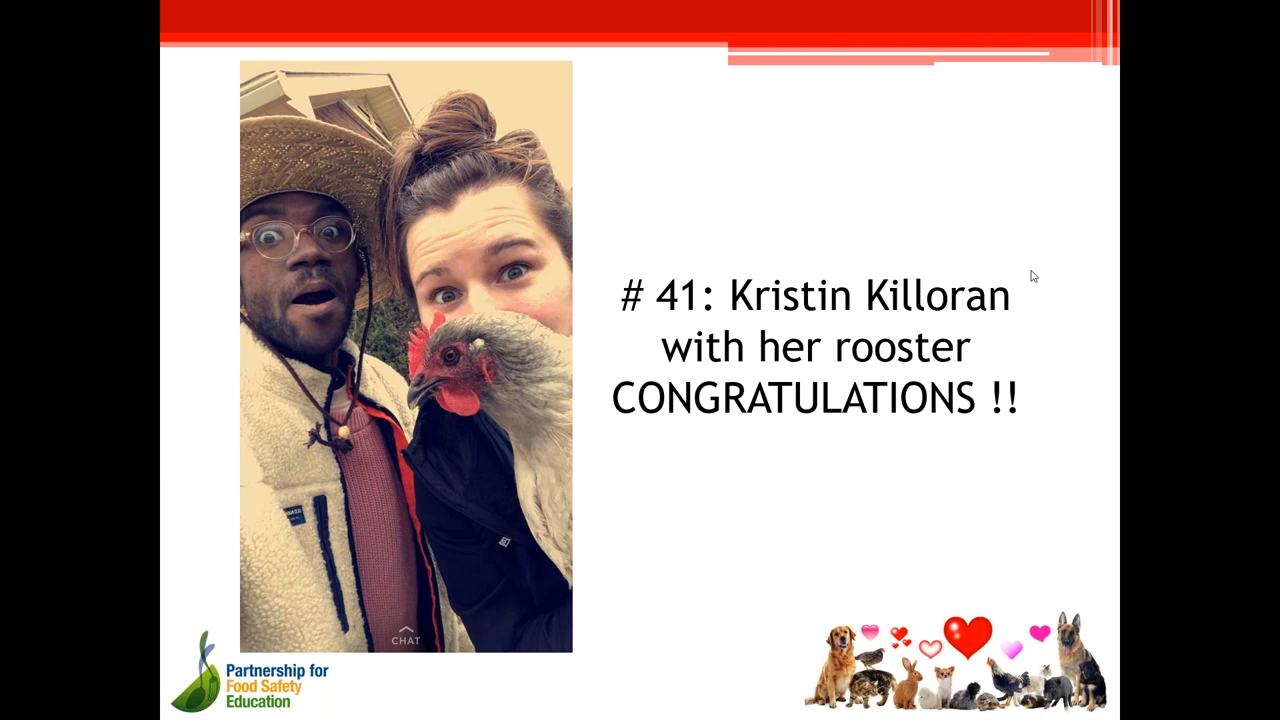 # 41: Kristin Killoran
with her rooster
CONGRATULATIONS !!
CHAT
Partnership for
Food Safety
Education